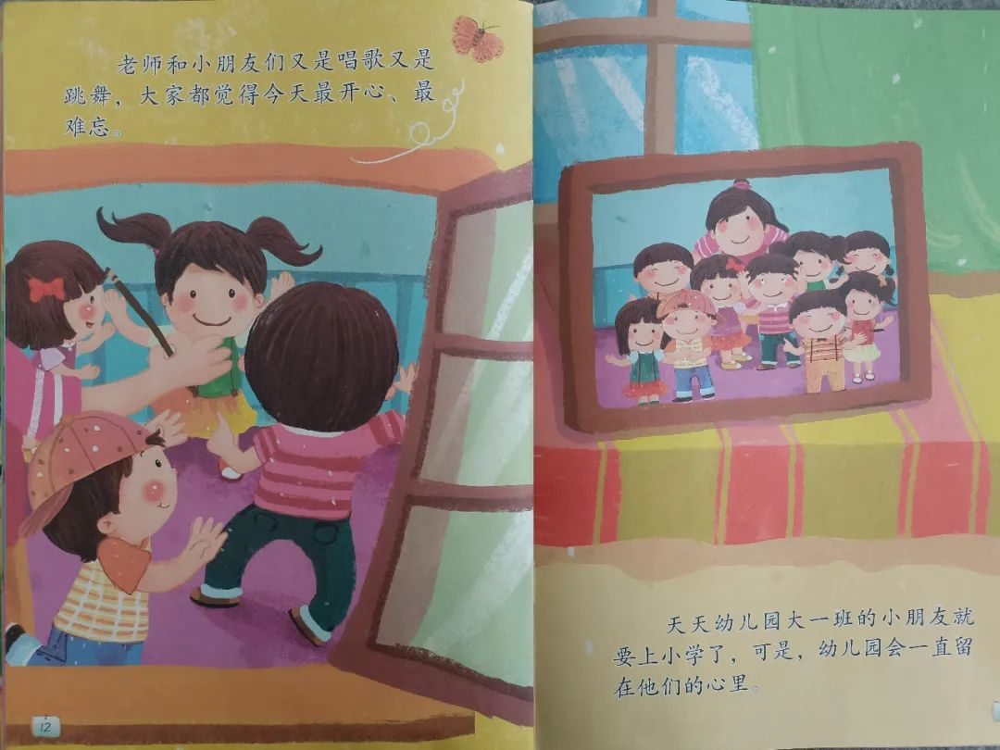 老师和小朋友们又是唱歌又是
跳舞，大家都觉得今天最开心、最
难忘。
12
天天幼儿园大一班的小朋友就
要上小学了，可是，幼儿园会一直留
在他们的心里。